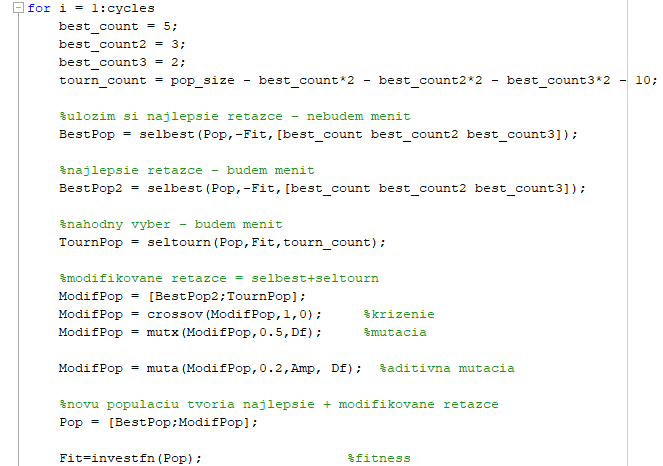 for i = 1:cycles
best_count = 5;
best_count2 = 3;
best_count3 = 2;
tourn_count = pop_size - best_count*2 - best_count2*2 - best_count3*2 - 10;
%ulozim si najlepsie retazce - nebudem menit
BestPop = selbest(Pop,-Fit,[best_count best_count2 best_count3]);
%najlepsie retazce - budem menit
BestPop2 = selbest(Pop,-Fit,[best_count best_count2 best_count3]);
%nahodny vyber - budem menit
TournPop = seltourn(Pop,Fit,tourn_count);
%modifikovane retazce = selbest+seltourn
ModifPop = [BestPop2;TournPop];
ModifPop = crossov(ModifPop,1,0); %krizenie
ModifPop = mutx(ModifPop,0.5,Df); %mutacia
ModifPop = muta(ModifPop,0.2,Amp, Df); %aditivna mutacia
%novu populaciu tvoria najlepsie + modifikovane retazce
Pop = [BestPop;ModifPop];
Fit=investfn(Pop); %fitness